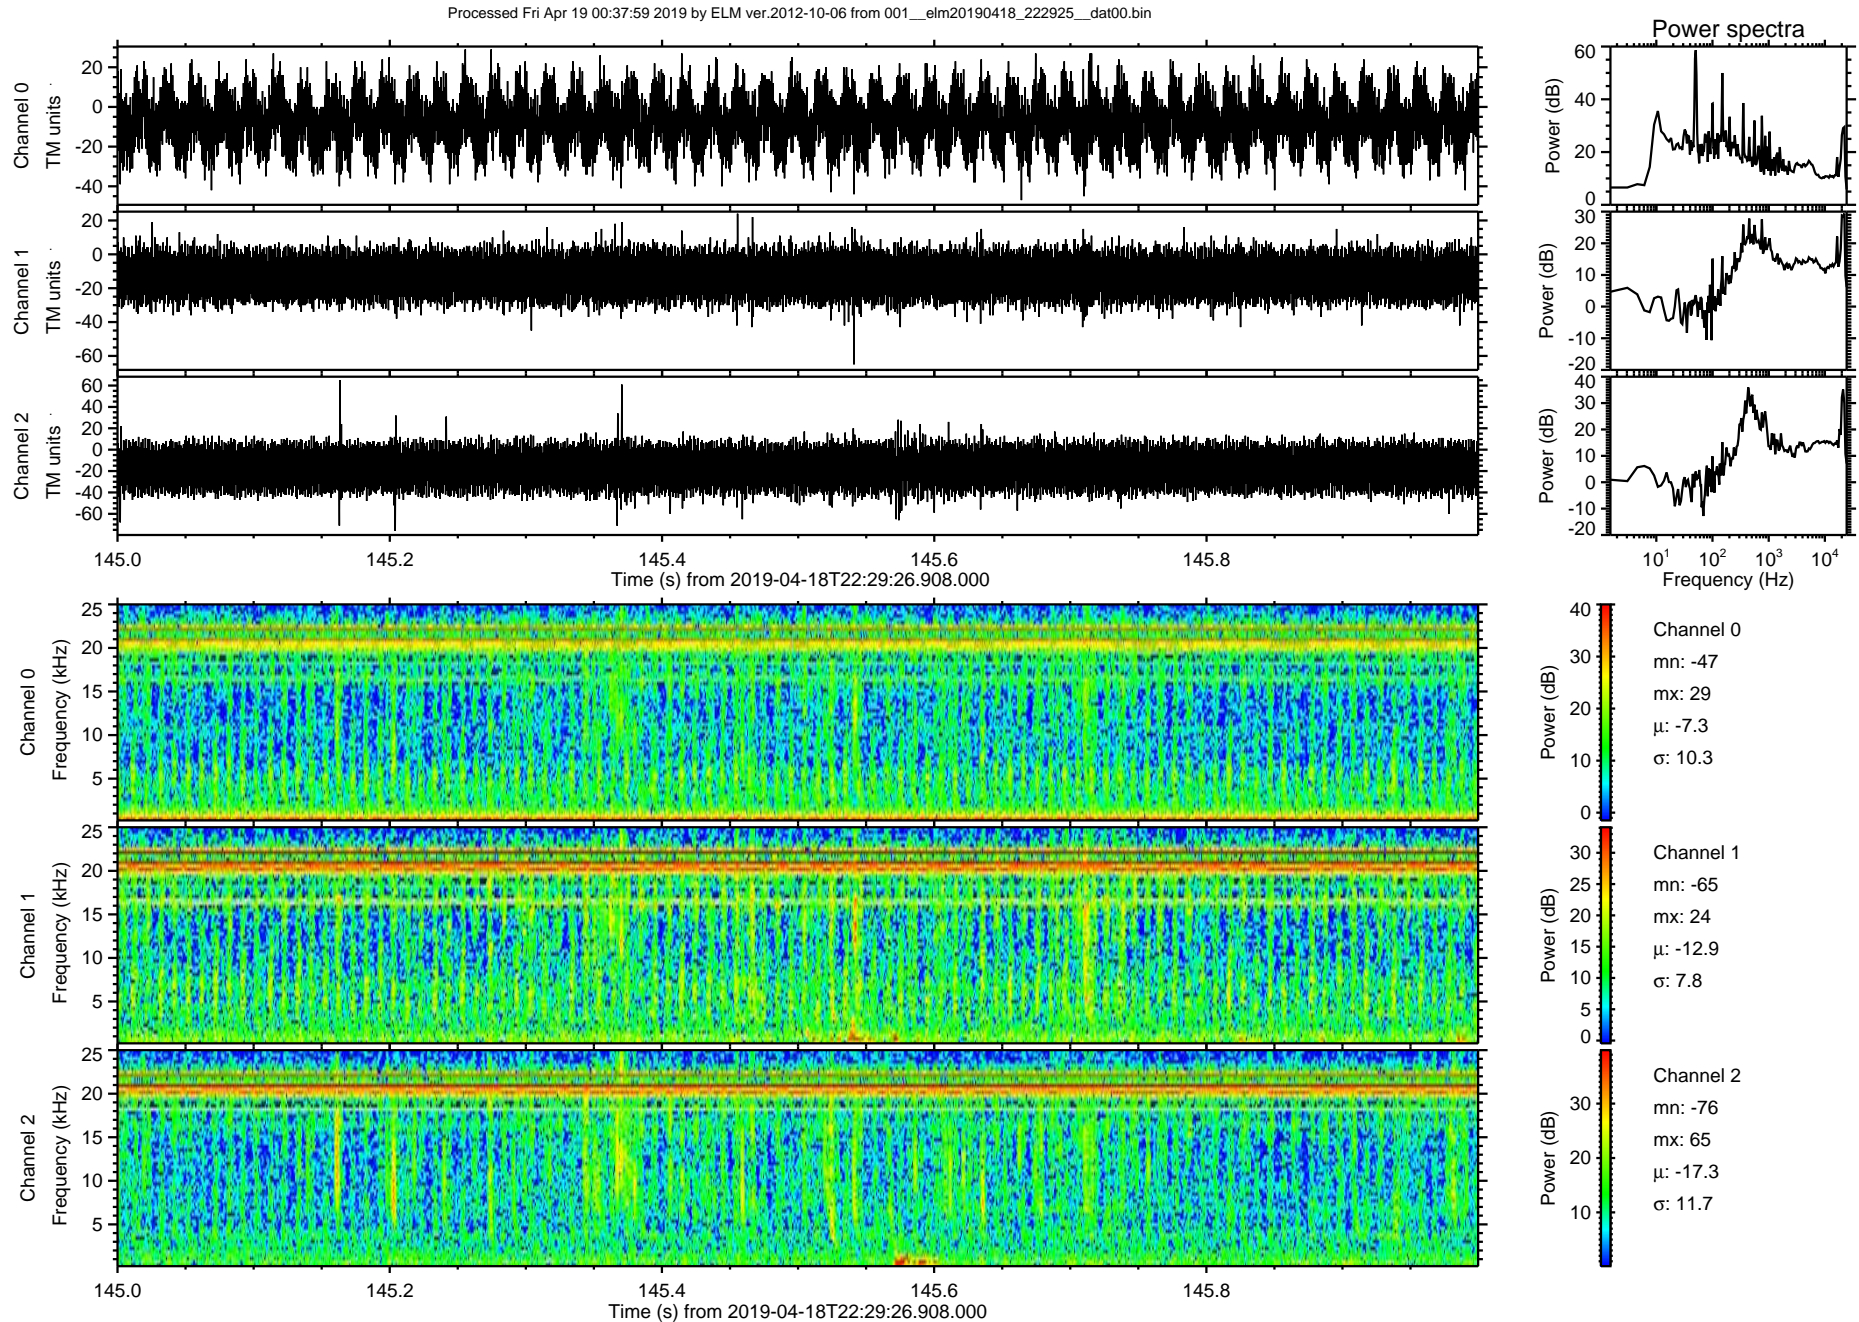 Processed Fri Apr 19 00:37:59 2019 by ELM ver.2012-10-06 from 001__elm20190418_222925__dat00.bin
Power spectra
Channel 0
TM units
20
0
-20
-40
Power (dB)
60
40
20
0
Channel 1
TM units
20
0
-20
-40
-60
Power (dB)
30
20
10
0
-10
-20
Channel 2
TM units
60
40
20
0
-20
-40
-60
Power (dB)
40
30
20
10
0
-10
-20
145.0 145.2 145.4 145.6 145.8
Time (s) from 2019-04-18T22:29:26.908.000
10¹ 10² 10³ 10⁴
Frequency (Hz)
Channel 0
Frequency (kHz)
25
20
15
10
5
Power (dB)
40
30
20
10
0
Channel 0
mn: -47
mx: 29
μ: -7.3
σ: 10.3
Channel 1
Frequency (kHz)
25
20
15
10
5
Power (dB)
30
25
20
15
10
5
0
Channel 1
mn: -65
mx: 24
μ: -12.9
σ: 7.8
Channel 2
Frequency (kHz)
25
20
15
10
5
Power (dB)
30
20
10
Channel 2
mn: -76
mx: 65
μ: -17.3
σ: 11.7
145.0 145.2 145.4 145.6 145.8
Time (s) from 2019-04-18T22:29:26.908.000